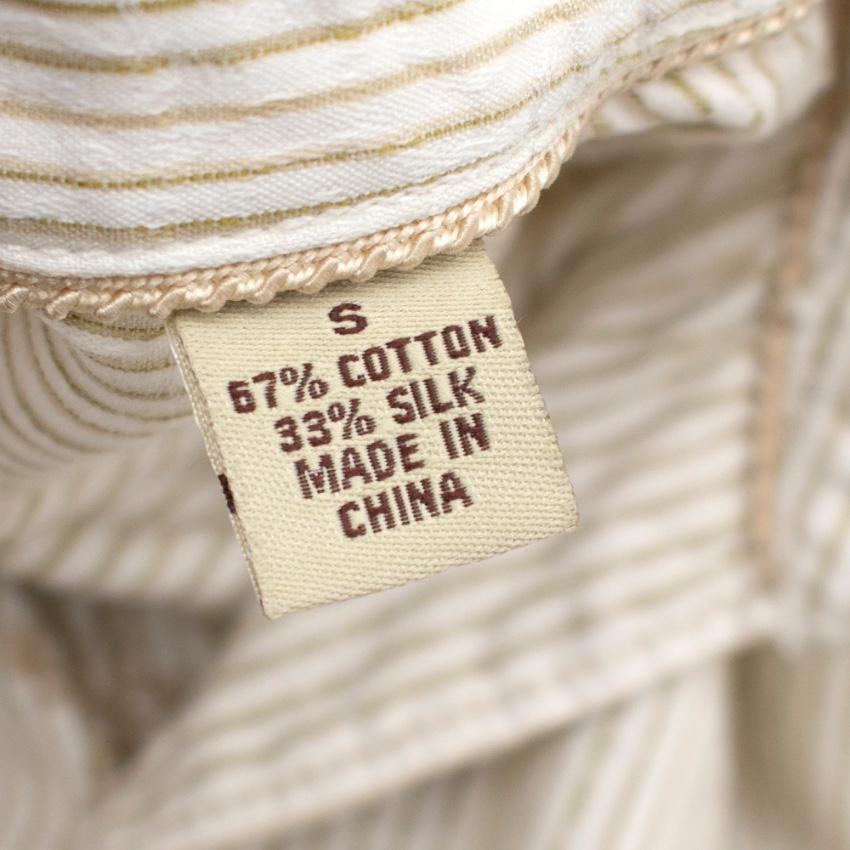 S
67% COTTON
33% SILK
MADE IN
CHINA